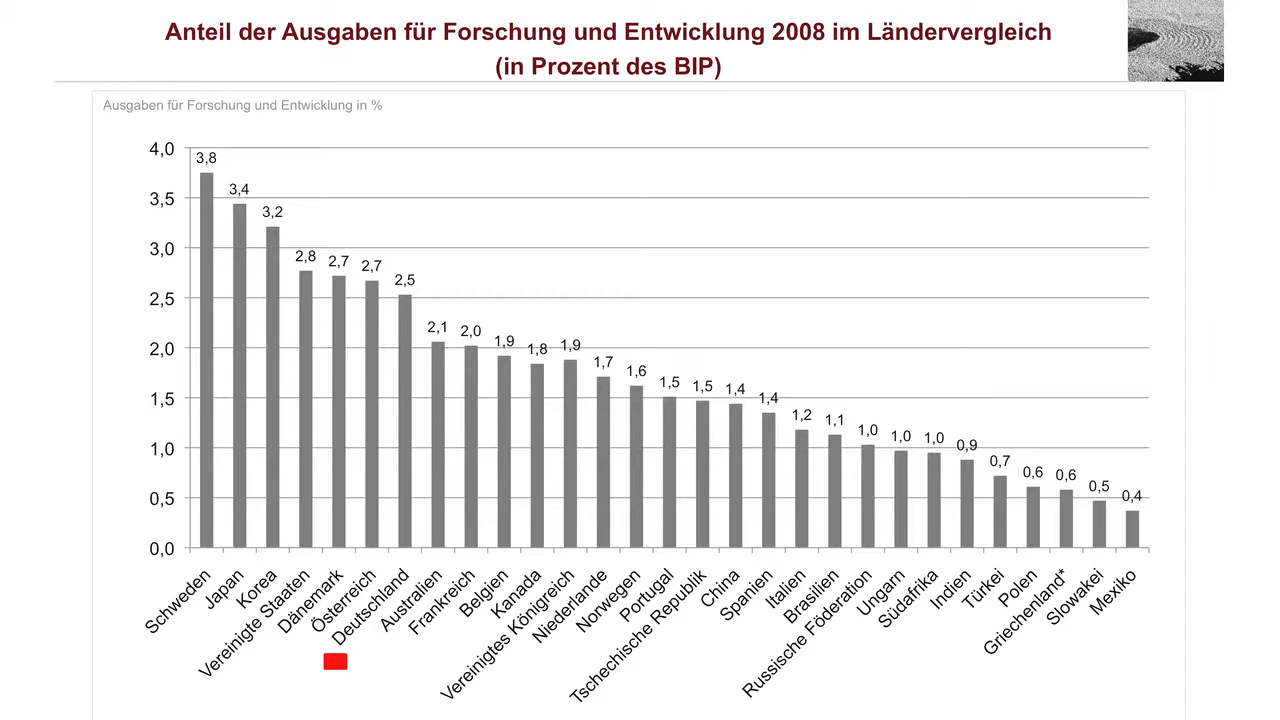 Anteil der Ausgaben für Forschung und Entwicklung 2008 im Ländervergleich
(in Prozent des BIP)
Ausgaben für Forschung und Entwicklung in %
4,0
3,5
3,0
2,5
2,0
1,5
1,0
0,5
0,0
3,8
3,4
3,2
2,8
2,7
2,7
2,5
2,1
2,0
1,9
1,8
1,9
1,7
1,6
1,5
1,5
1,4
1,4
1,2
1,1
1,0
1,0
1,0
0,9
0,7
0,6
0,6
0,5
0,4
Schweden
Japan
Korea
Vereinigte Staaten
Dänemark
Österreich
Deutschland
Australien
Frankreich
Belgien
Kanada
Vereinigtes Königreich
Niederlande
Norwegen
Portugal
Tschechische Republik
China
Spanien
Italien
Brasilien
Russische Föderation
Ungarn
Südafrika
Indien
Türkei
Polen
Griechenland*
Slowakei
Mexiko